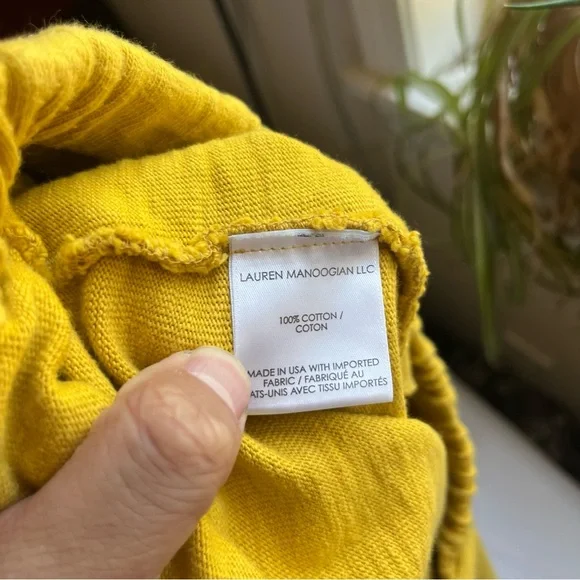 LAUREN MANOOGIAN LLC
100% COTTON /
COTON
MADE IN USA WITH IMPORTED
FABRIC / FABRIQUÉ AU
ATS-UNIS AVEC TISSU IMPORTÉS